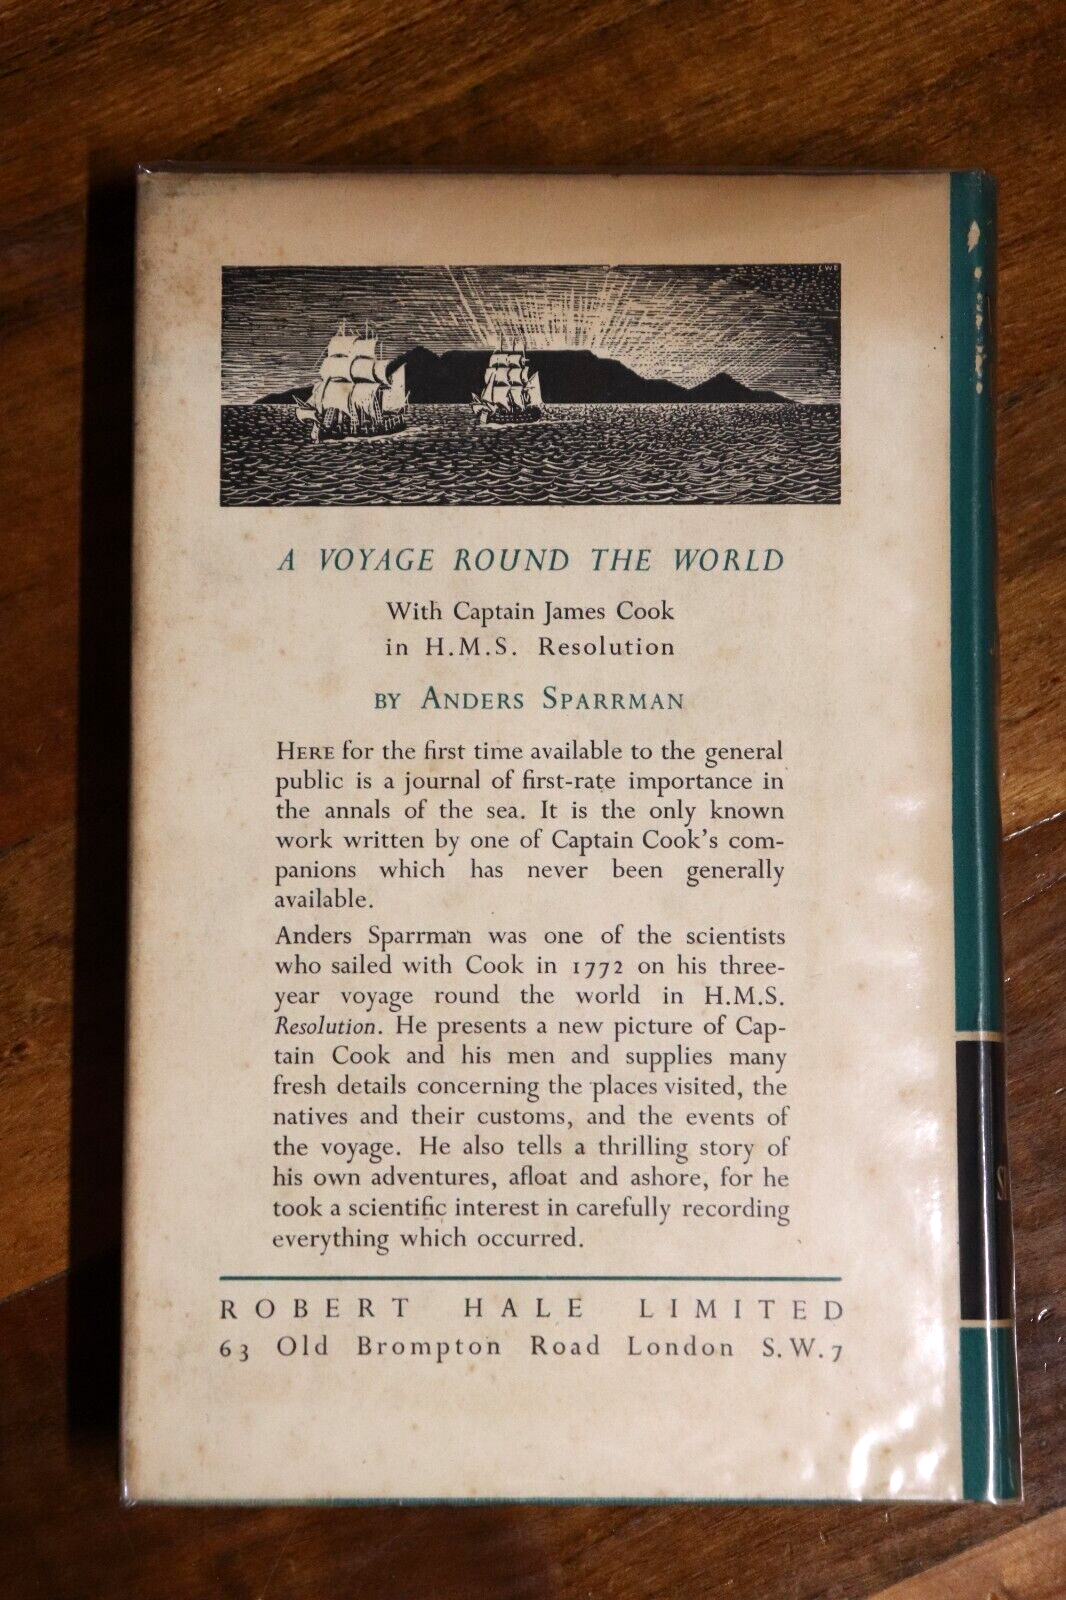 LWB
A VOYAGE ROUND THE WORLD
With Captain James Cook
in H.M.S. Resolution
BY ANDERS SPARRMAN
HERE for the first time available to the general
public is a journal of first-rate importance in
the annals of the sea. It is the only known
work written by one of Captain Cook's com-
panions which has never been generally
available.
Anders Sparrman was one of the scientists
who sailed with Cook in 1772 on his three-
year voyage round the world in H.M.S.
Resolution. He presents a new picture of Cap-
tain Cook and his men and supplies many
fresh details concerning the places visited, the
natives and their customs, and the events of
the voyage. He also tells a thrilling story of
his own adventures, afloat and ashore, for he
took a scientific interest in carefully recording
everything which occurred.
ROBERT HALE LIMITED
63 Old Brompton Road London S.W.7